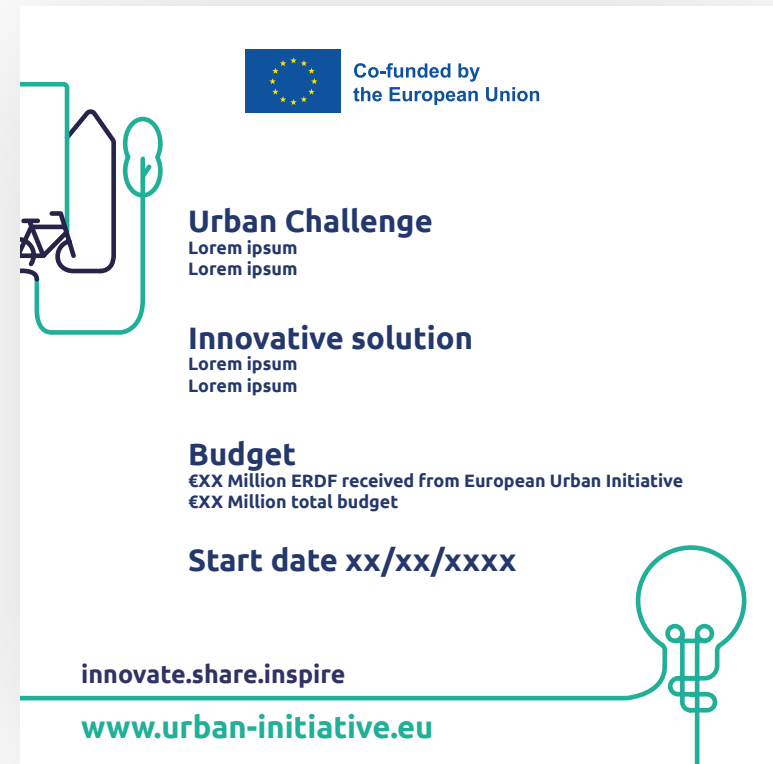 Co-funded by
the European Union
Urban Challenge
Lorem ipsum
Lorem ipsum
Innovative solution
Lorem ipsum
Lorem ipsum
Budget
€XX Million ERDF received from European Urban Initiative
€XX Million total budget
Start date xx/xx/xxxx
innovate.share.inspire
www.urban-initiative.eu